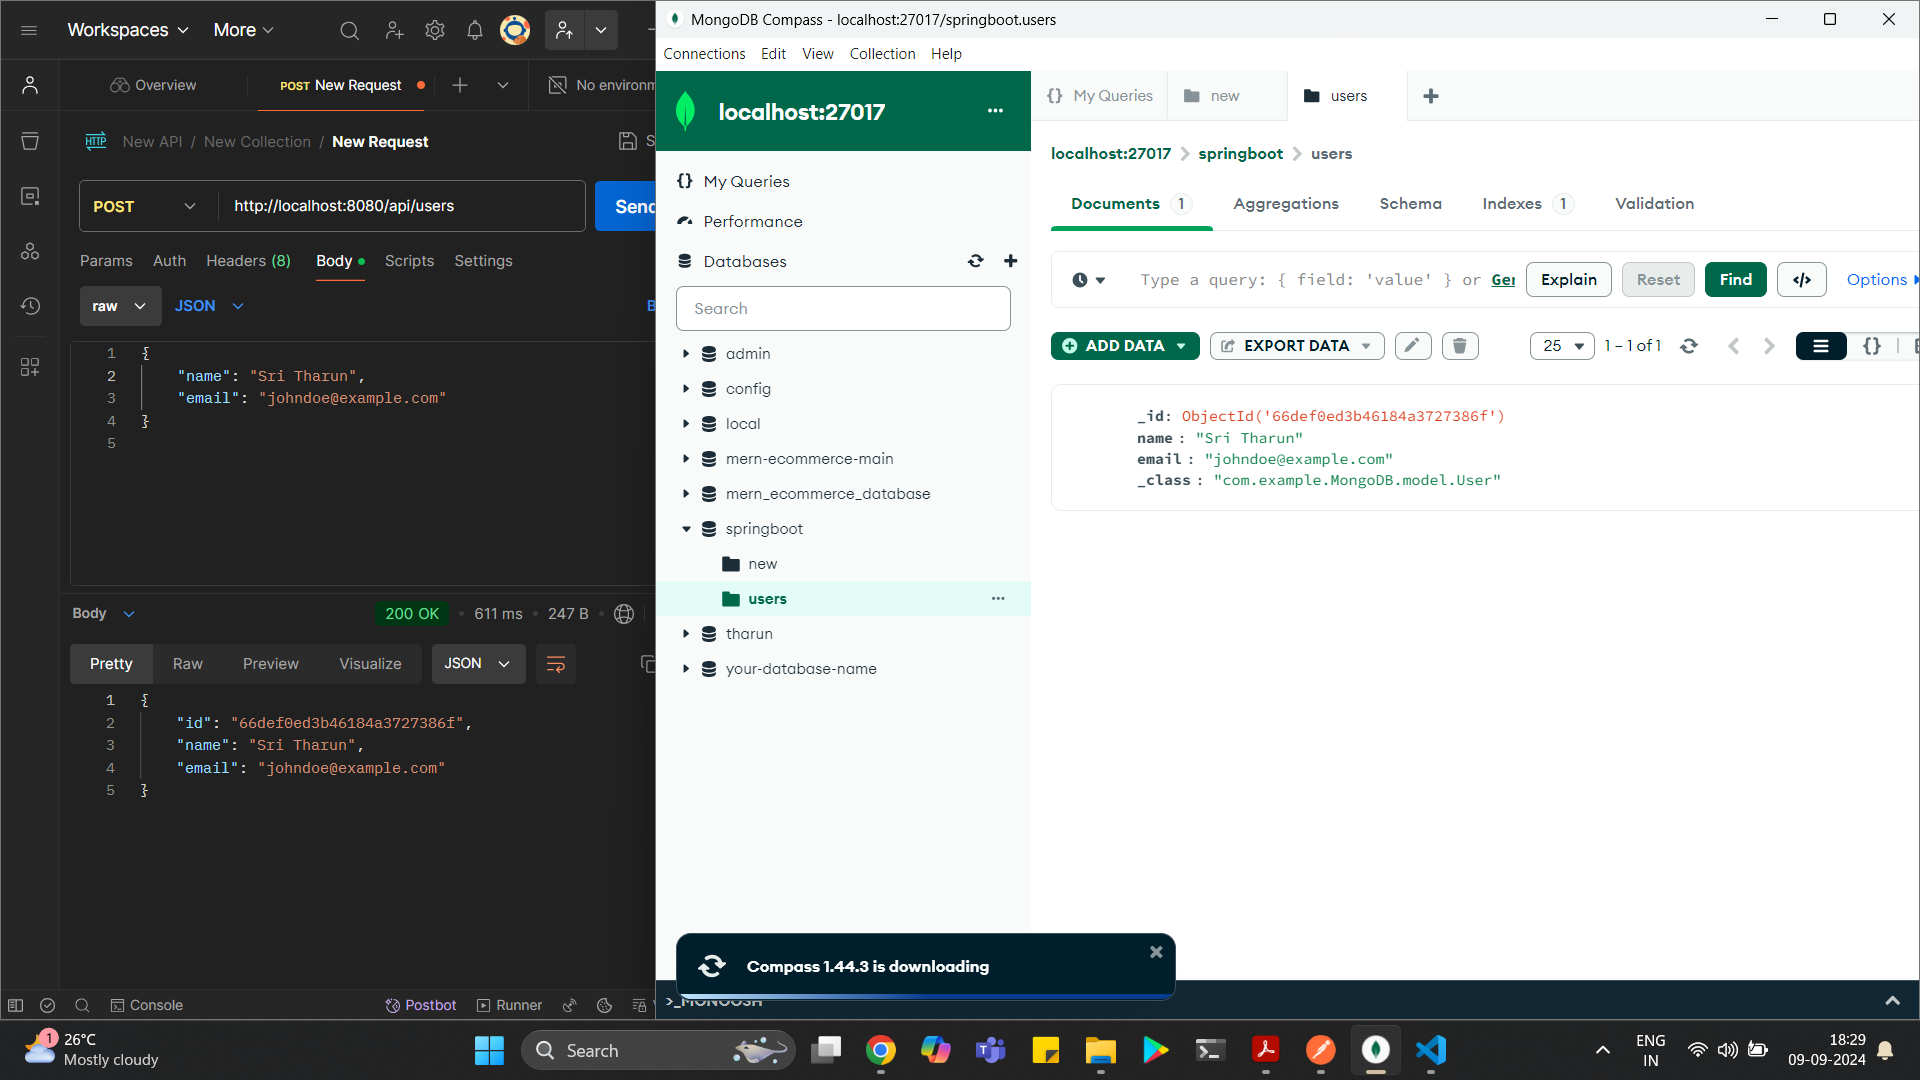 Workspaces
More
Overview
POST New Request
No environm
HTTP New API / New Collection / New Request
S
POST
http://localhost:8080/api/users
Send
Params Auth Headers (8) Body Scripts Settings
raw JSON B
1 {
2 "name": "Sri Tharun",
3 "email": "johndoe@example.com"
4 }
5
Body
200 OK • 611 ms • 247 B
Pretty Raw Preview Visualize JSON
1 {
2 "id": "66def0ed3b46184a3727386f",
3 "name": "Sri Tharun",
4 "email": "johndoe@example.com"
5 }
Console Postbot Runner
MongoDB Compass - localhost:27017/springboot.users
Connections Edit View Collection Help
localhost:27017
{} My Queries
Performance
Databases
Search
admin
config
local
mern-ecommerce-main
mern_ecommerce_database
springboot
new
users
tharun
your-database-name
{} My Queries new users
localhost:27017 > springboot > users
Documents 1 Aggregations Schema Indexes 1 Validation
Type a query: { field: 'value' } or Ger
Explain Reset Find </> Options
ADD DATA EXPORT DATA 25 1 – 1 of 1 {}
_id: ObjectId('66def0ed3b46184a3727386f')
name : "Sri Tharun"
email : "johndoe@example.com"
_class : "com.example.MongoDB.model.User"
Compass 1.44.3 is downloading
>_MONGOSH
1
26°C
Mostly cloudy
Search
ENG
IN
18:29
09-09-2024